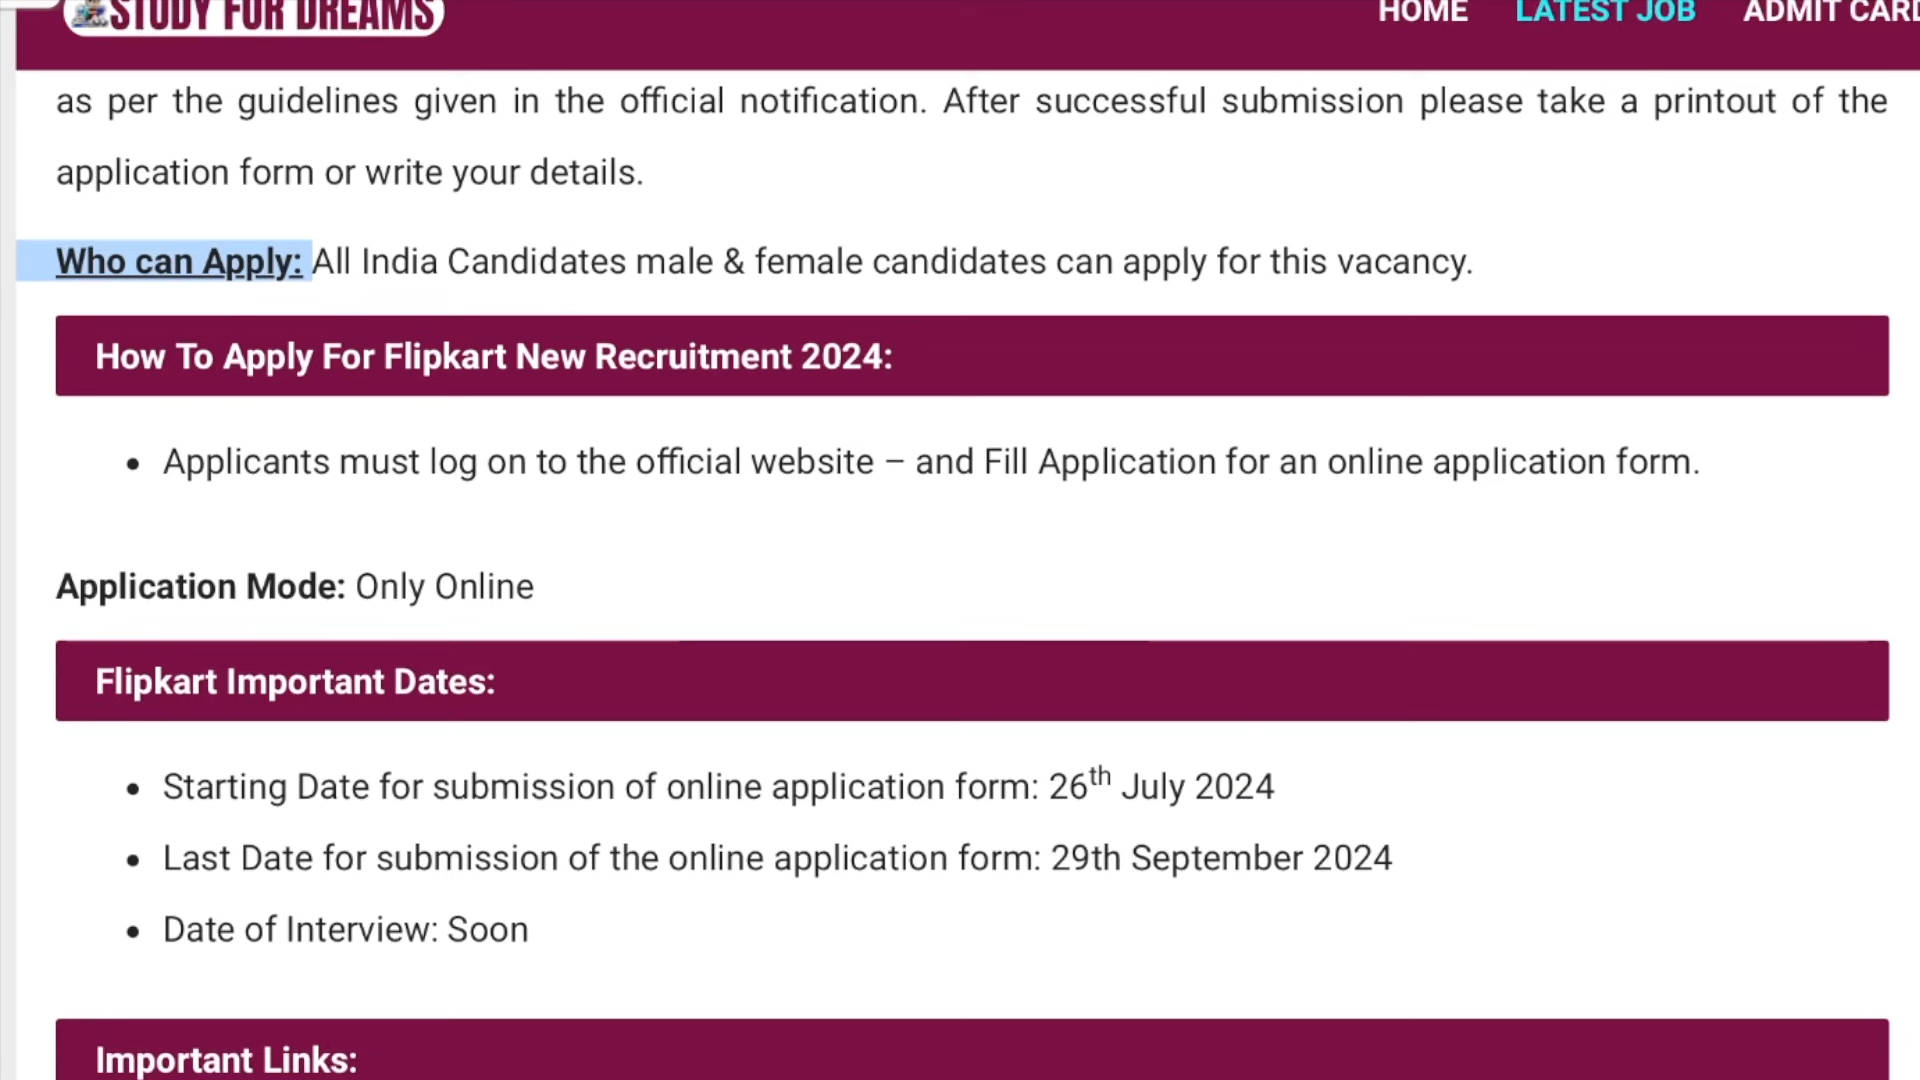 STUDY FOR DREAMS
HOME LATEST JOB ADMIT CARD
as per the guidelines given in the official notification. After successful submission please take a printout of the
application form or write your details.
Who can Apply: All India Candidates male & female candidates can apply for this vacancy.
How To Apply For Flipkart New Recruitment 2024:
• Applicants must log on to the official website – and Fill Application for an online application form.
Application Mode: Only Online
Flipkart Important Dates:
• Starting Date for submission of online application form: 26th July 2024
• Last Date for submission of the online application form: 29th September 2024
• Date of Interview: Soon
Important Links: